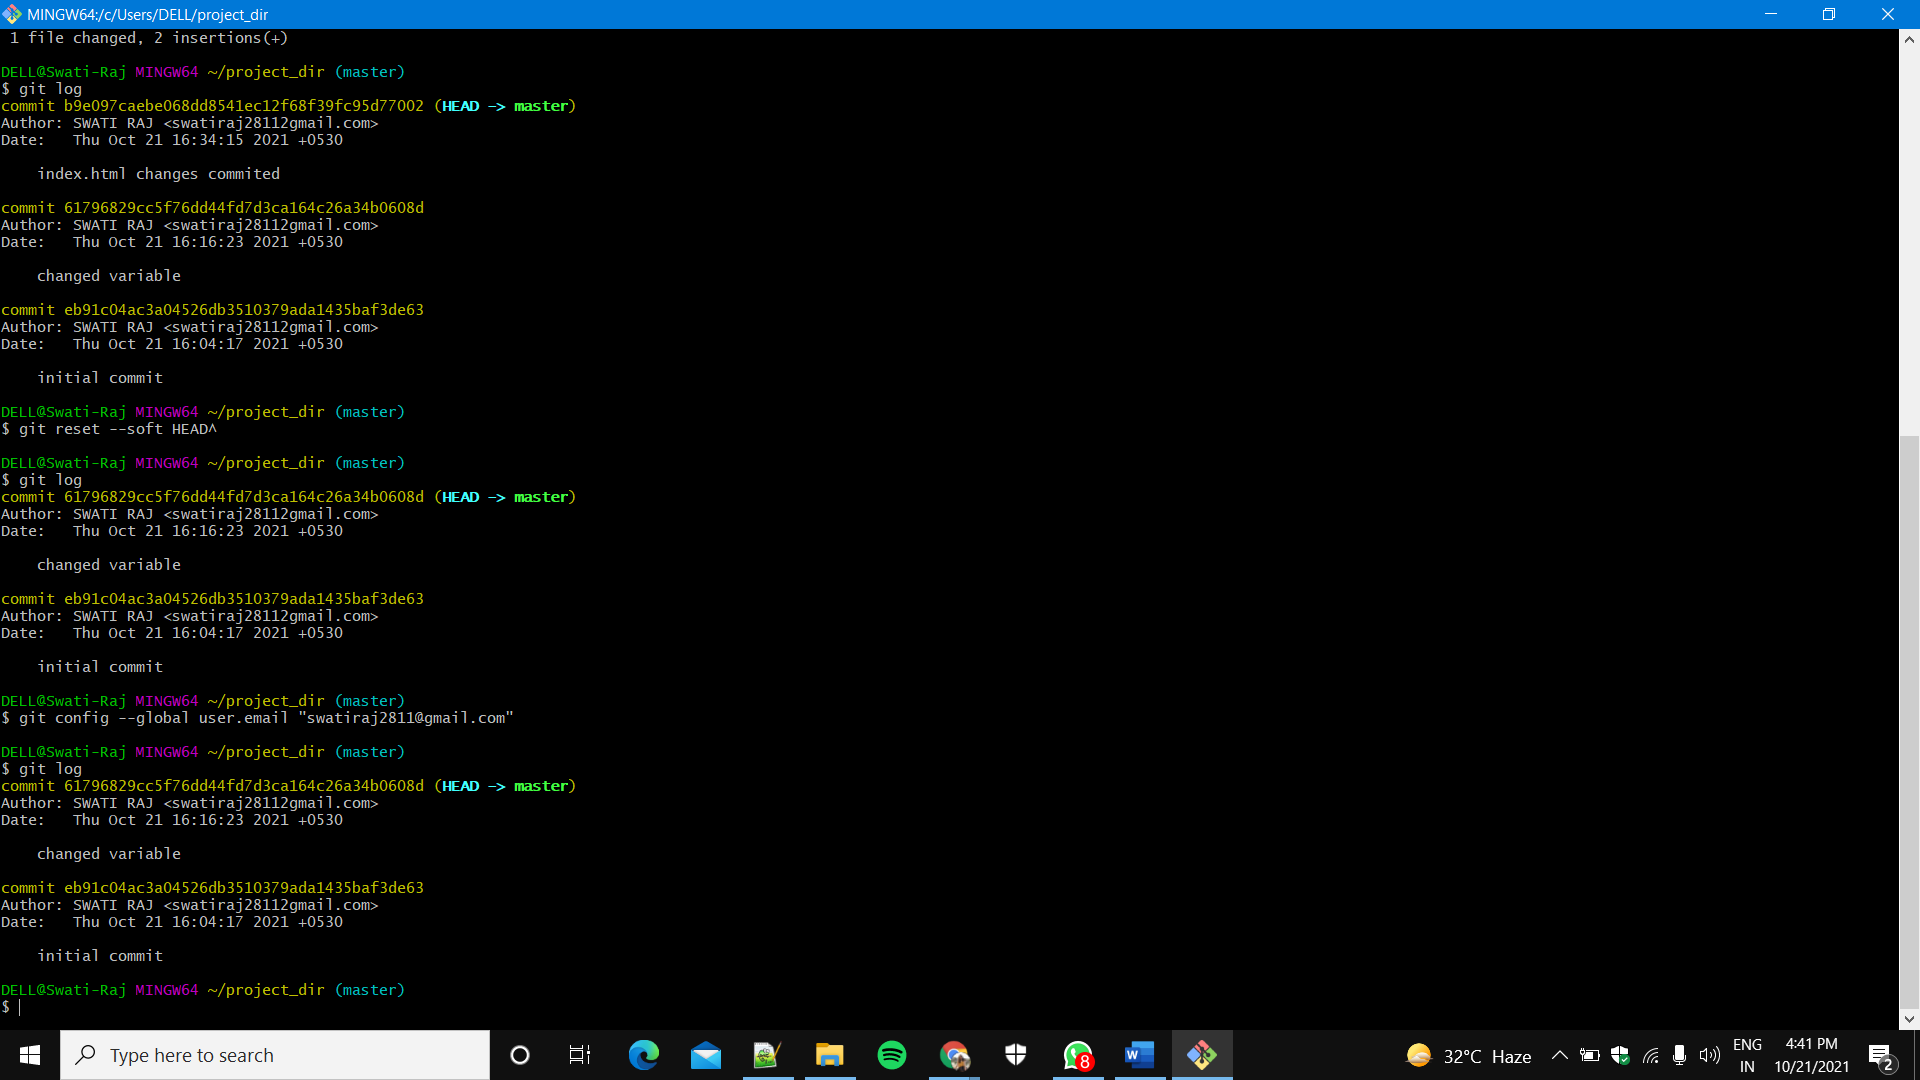 MINGW64:/c/Users/DELL/project_dir
1 file changed, 2 insertions(+)
DELL@Swati-Raj MINGW64 ~/project_dir (master)
$ git log
commit b9e097caebe068dd8541ec12f68f39fc95d77002 (HEAD -> master)
Author: SWATI RAJ <swatiraj28112gmail.com>
Date:   Thu Oct 21 16:34:15 2021 +0530
index.html changes commited
commit 61796829cc5f76dd44fd7d3ca164c26a34b0608d
Author: SWATI RAJ <swatiraj28112gmail.com>
Date:   Thu Oct 21 16:16:23 2021 +0530
changed variable
commit eb91c04ac3a04526db3510379ada1435baf3de63
Author: SWATI RAJ <swatiraj28112gmail.com>
Date:   Thu Oct 21 16:04:17 2021 +0530
initial commit
DELL@Swati-Raj MINGW64 ~/project_dir (master)
$ git reset --soft HEAD^
DELL@Swati-Raj MINGW64 ~/project_dir (master)
$ git log
commit 61796829cc5f76dd44fd7d3ca164c26a34b0608d (HEAD -> master)
Author: SWATI RAJ <swatiraj28112gmail.com>
Date:   Thu Oct 21 16:16:23 2021 +0530
changed variable
commit eb91c04ac3a04526db3510379ada1435baf3de63
Author: SWATI RAJ <swatiraj28112gmail.com>
Date:   Thu Oct 21 16:04:17 2021 +0530
initial commit
DELL@Swati-Raj MINGW64 ~/project_dir (master)
$ git config --global user.email "swatiraj2811@gmail.com"
DELL@Swati-Raj MINGW64 ~/project_dir (master)
$ git log
commit 61796829cc5f76dd44fd7d3ca164c26a34b0608d (HEAD -> master)
Author: SWATI RAJ <swatiraj28112gmail.com>
Date:   Thu Oct 21 16:16:23 2021 +0530
changed variable
commit eb91c04ac3a04526db3510379ada1435baf3de63
Author: SWATI RAJ <swatiraj28112gmail.com>
Date:   Thu Oct 21 16:04:17 2021 +0530
initial commit
DELL@Swati-Raj MINGW64 ~/project_dir (master)
$
Type here to search
8
W
32°C Haze
ENG
IN
4:41 PM
10/21/2021
2